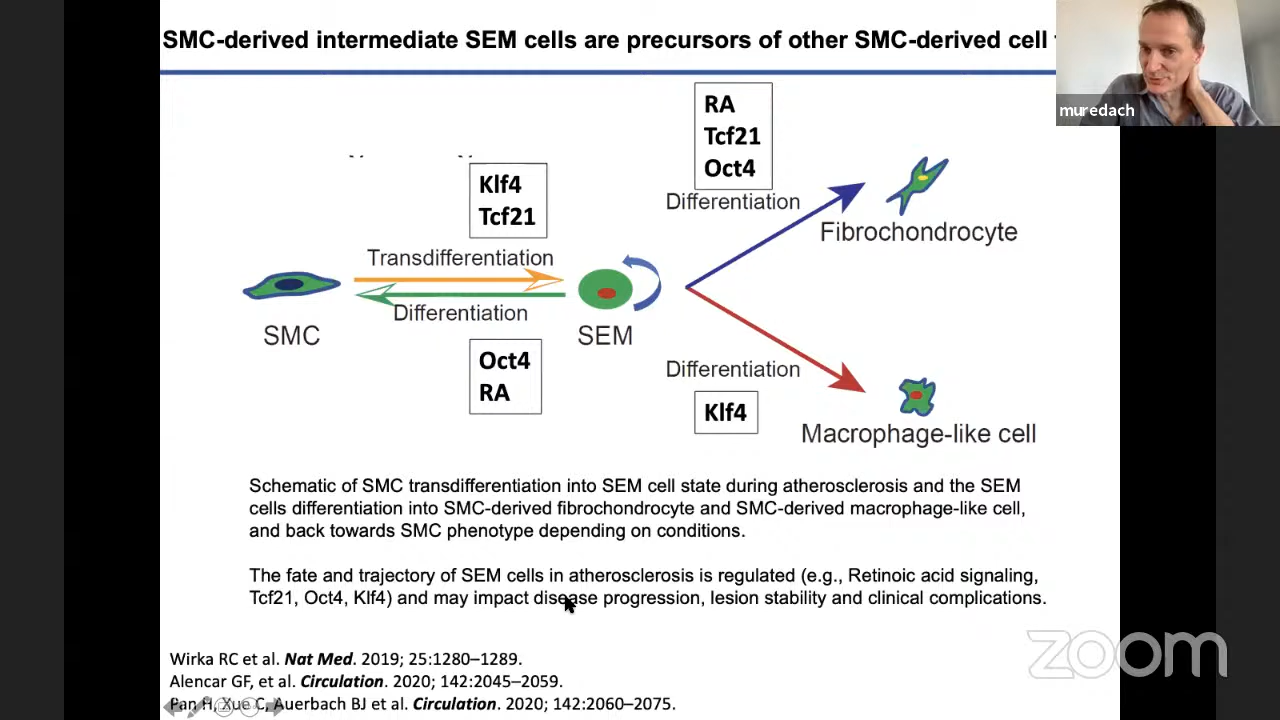 SMC-derived intermediate SEM cells are precursors of other SMC-derived cell
muredach
RA
Tcf21
Oct4
Differentiation
Klf4
Tcf21
Transdifferentiation
Differentiation
Oct4
RA
SMC
SEM
Fibrochondrocyte
Differentiation
Klf4
Macrophage-like cell
Schematic of SMC transdifferentiation into SEM cell state during atherosclerosis and the SEM
cells differentiation into SMC-derived fibrochondrocyte and SMC-derived macrophage-like cell,
and back towards SMC phenotype depending on conditions.
The fate and trajectory of SEM cells in atherosclerosis is regulated (e.g., Retinoic acid signaling,
Tcf21, Oct4, Klf4) and may impact disease progression, lesion stability and clinical complications.
zoom
Wirka RC et al. Nat Med. 2019; 25:1280–1289.
Alencar GF, et al. Circulation. 2020; 142:2045–2059.
Pan H, Xue C, Auerbach BJ et al. Circulation. 2020; 142:2060–2075.